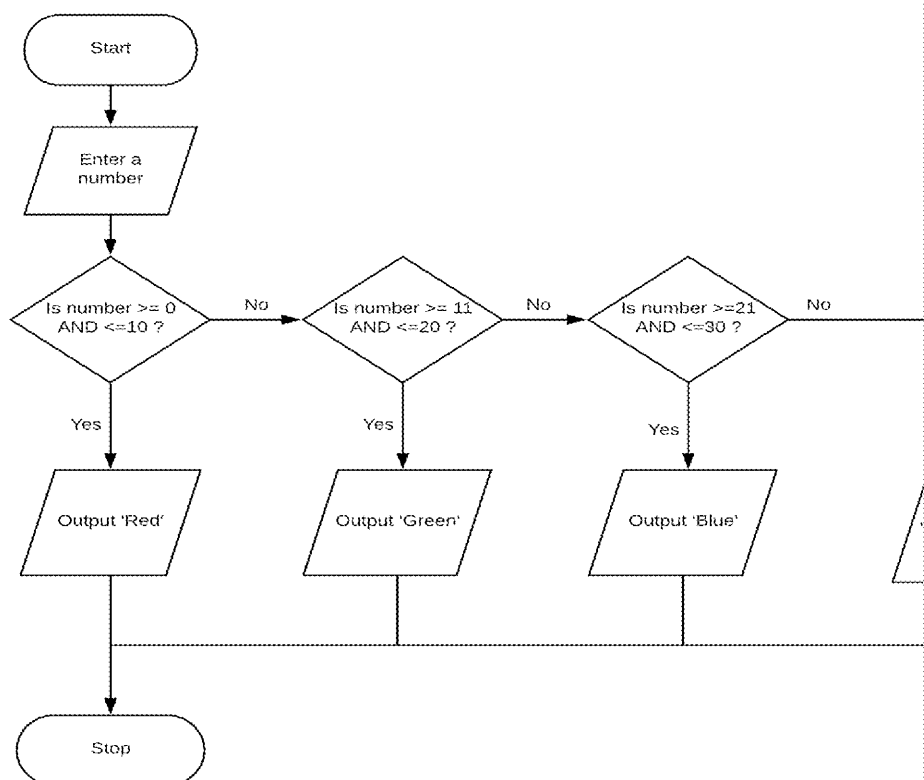 Start
Enter a
number
Is number >= 0
AND <=10 ?
No
Is number >= 11
AND <=20 ?
No
Is number >=21
AND <=30 ?
No
Yes
Yes
Yes
Output 'Red'
Output 'Green'
Output 'Blue'
Stop